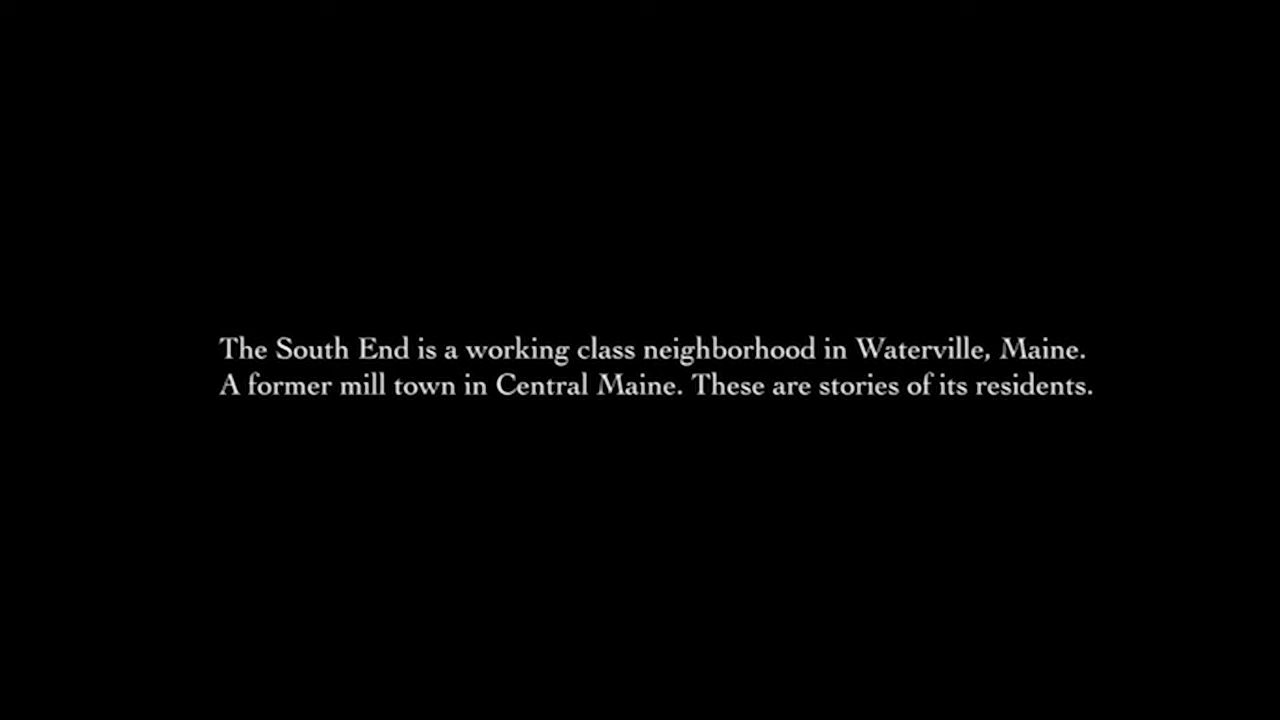 The South End is a working class neighborhood in Waterville, Maine.
A former mill town in Central Maine. These are stories of its residents.